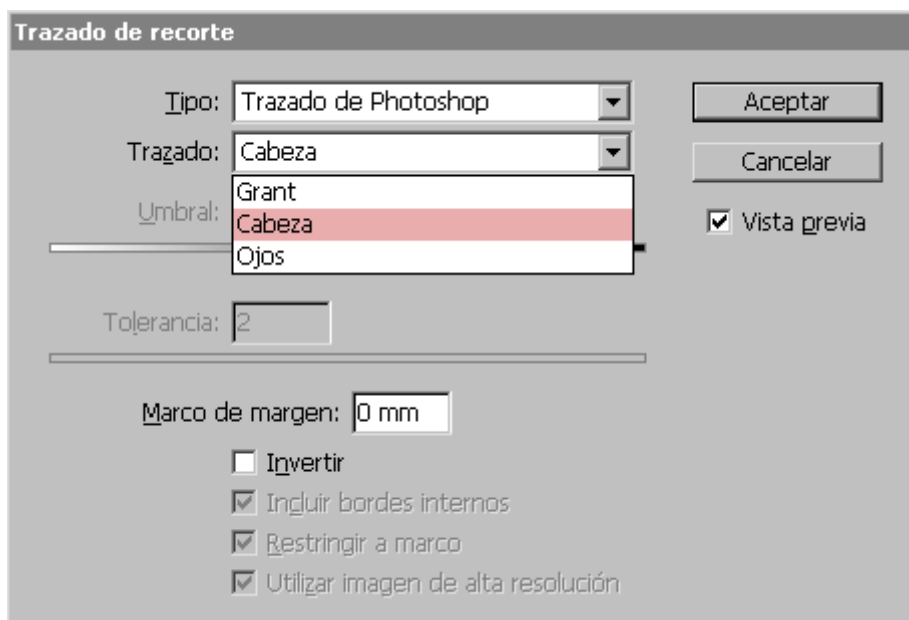 Trazado de recorte
Tipo: Trazado de Photoshop Aceptar
Trazado: Cabeza Cancelar
Grant
Umbral: Cabeza Vista previa
Ojos
Tolerancia: 2
Marco de margen: 0 mm
Invertir
Incluir bordes internos
Restringir a marco
Utilizar imagen de alta resolución